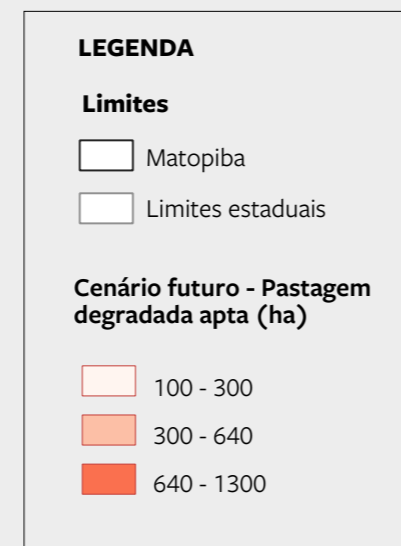 LEGENDA
Limites
Matopiba
Limites estaduais
Cenário futuro - Pastagem
degradada apta (ha)
100 - 300
300 - 640
640 - 1300